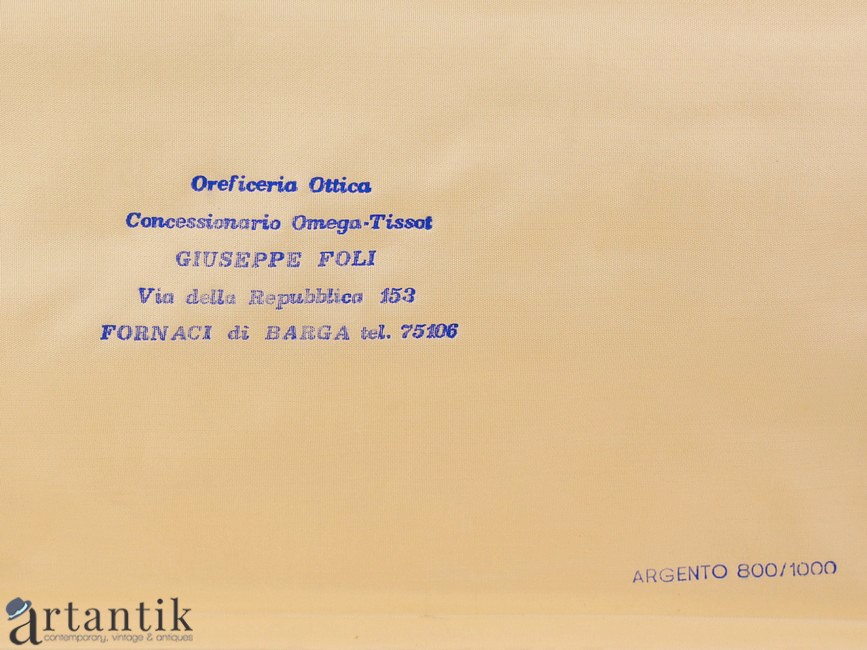 Oreficeria Ottica
Concessionario Omega-Tissot
GIUSEPPE FOLI
Via della Repubblica 153
FORNACI di BARGA tel. 75106
ARGENTO 800/1000
artantik
contemporary, vintage & antiques